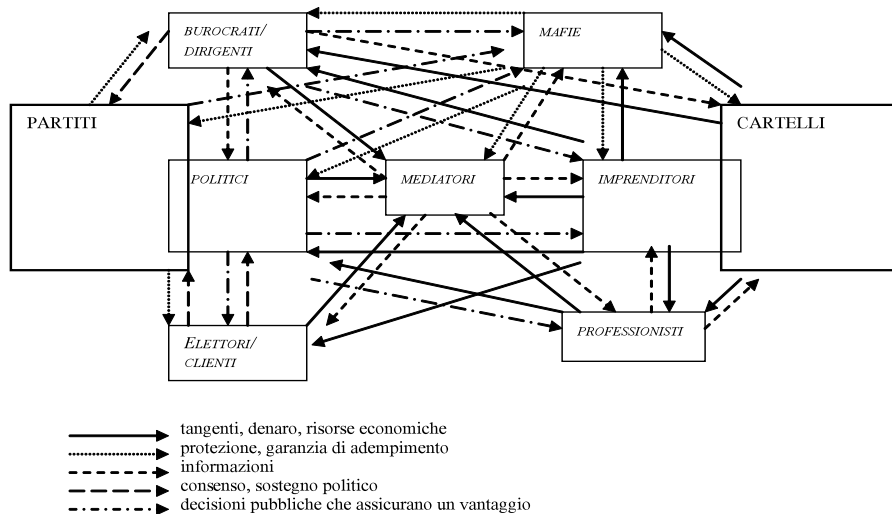 BUROCRATI/
DIRIGENTI
MAFIE
PARTITI
CARTELLI
POLITICI
MEDIATORI
IMPRENDITORI
ELETTORI/
CLIENTI
PROFESSIONISTI
tangenti, denaro, risorse economiche
protezione, garanzia di adempimento
informazioni
consenso, sostegno politico
decisioni pubbliche che assicurano un vantaggio